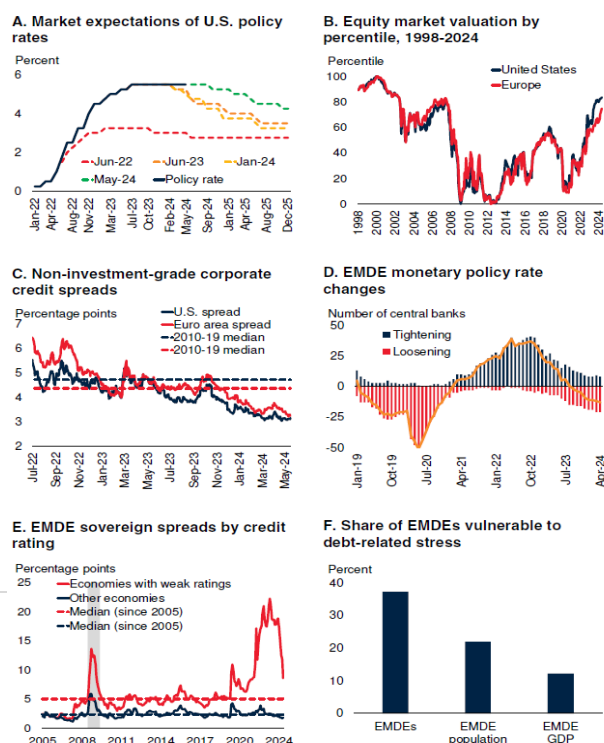 A. Market expectations of U.S. policy
rates
Percent
6
4
2
0
Jun-22
Jun-23
Jan-24
May-24
Policy rate
Jan-22
Apr-22
Aug-22
Nov-22
Mar-23
Jul-23
Oct-23
Feb-24
May-24
Sep-24
Jan-25
Apr-25
Aug-25
Dec-25
B. Equity market valuation by
percentile, 1998-2024
Percentile
100
80
60
40
20
0
United States
Europe
1998
2000
2002
2004
2006
2008
2010
2012
2014
2016
2018
2020
2022
2024
C. Non-investment-grade corporate
credit spreads
Percentage points
7
6
5
4
3
2
U.S. spread
Euro area spread
2010-19 median
2010-19 median
Jul-22
Sep-22
Nov-22
Jan-23
Mar-23
May-23
Jul-23
Sep-23
Nov-23
Jan-24
Mar-24
May-24
D. EMDE monetary policy rate
changes
Number of central banks
50
25
0
-25
-50
Tightening
Loosening
Jan-19
Oct-19
Jul-20
Apr-21
Jan-22
Oct-22
Jul-23
Apr-24
E. EMDE sovereign spreads by credit
rating
Percentage points
25
20
15
10
5
0
Economies with weak ratings
Other economies
Median (since 2005)
Median (since 2005)
2005
2008
2011
2014
2017
2020
2024
F. Share of EMDEs vulnerable to
debt-related stress
Percent
40
30
20
10
0
EMDEs
EMDE
population
EMDE
GDP